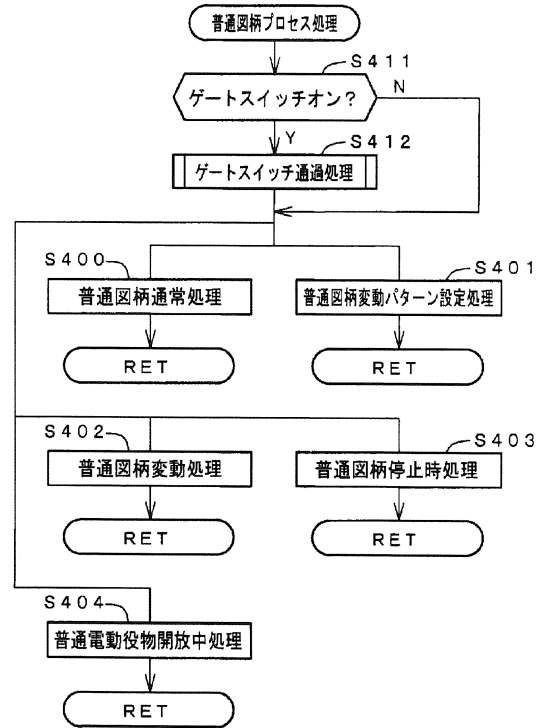 普通図柄プロセス処理
S411
ゲートスイッチオン?
N
Y
S412
ゲートスイッチ通過処理
S400
普通図柄通常処理
RET
S401
普通図柄変動パターン設定処理
RET
S402
普通図柄変動処理
RET
S403
普通図柄停止時処理
RET
S404
普通電動役物開放中処理
RET